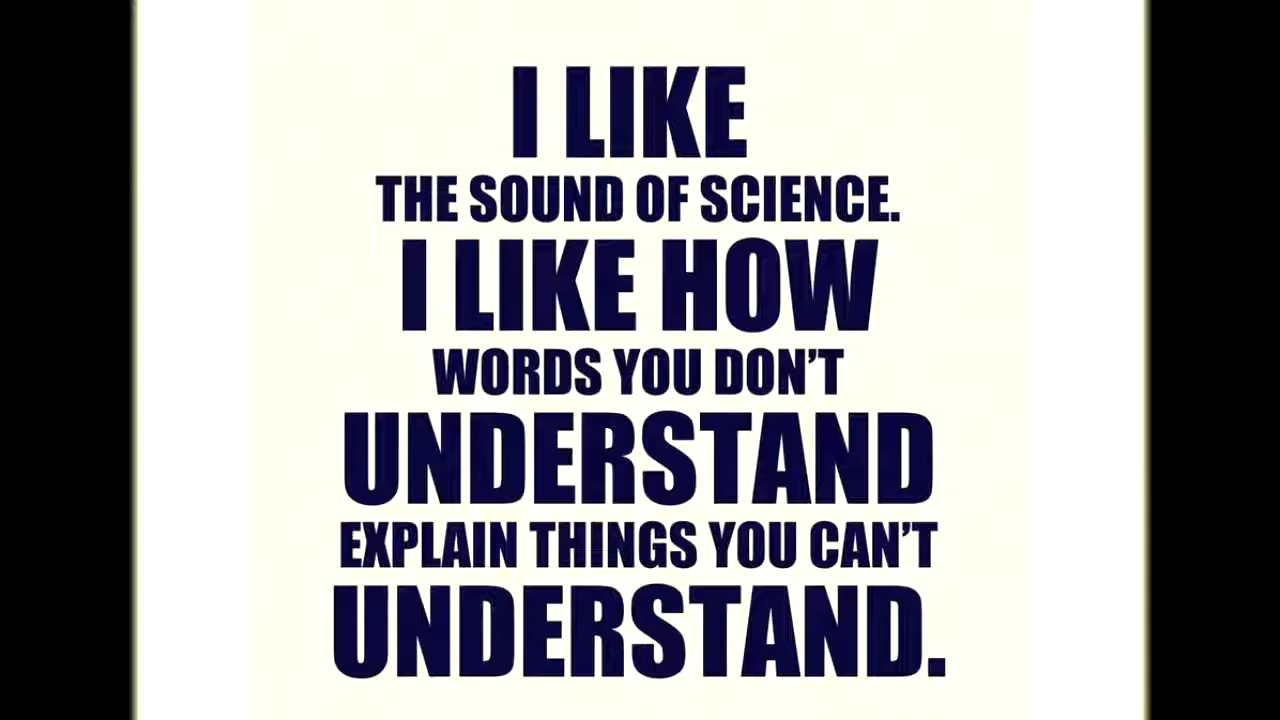 I LIKE
THE SOUND OF SCIENCE.
I LIKE HOW
WORDS YOU DON’T
UNDERSTAND
EXPLAIN THINGS YOU CAN’T
UNDERSTAND.